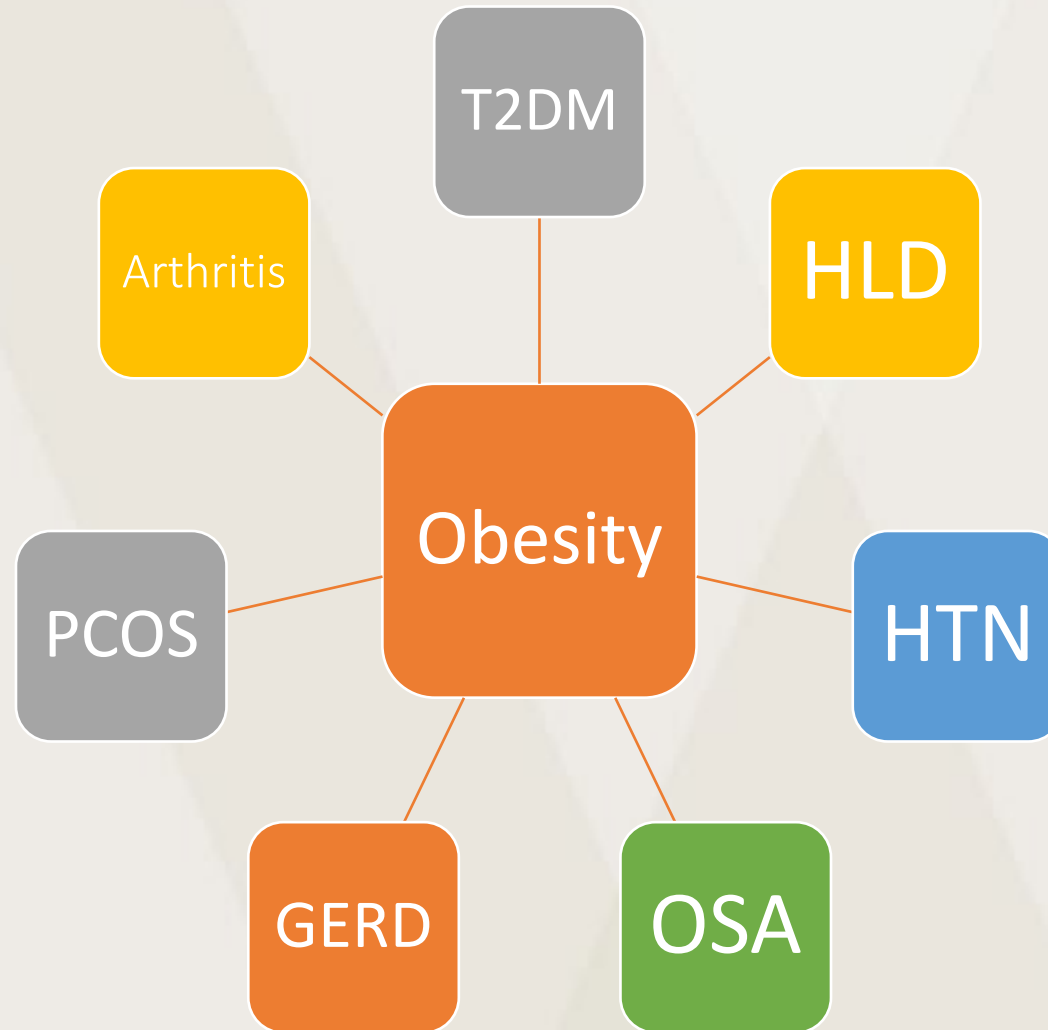 T2DM
Arthritis
HLD
Obesity
PCOS
HTN
GERD
OSA